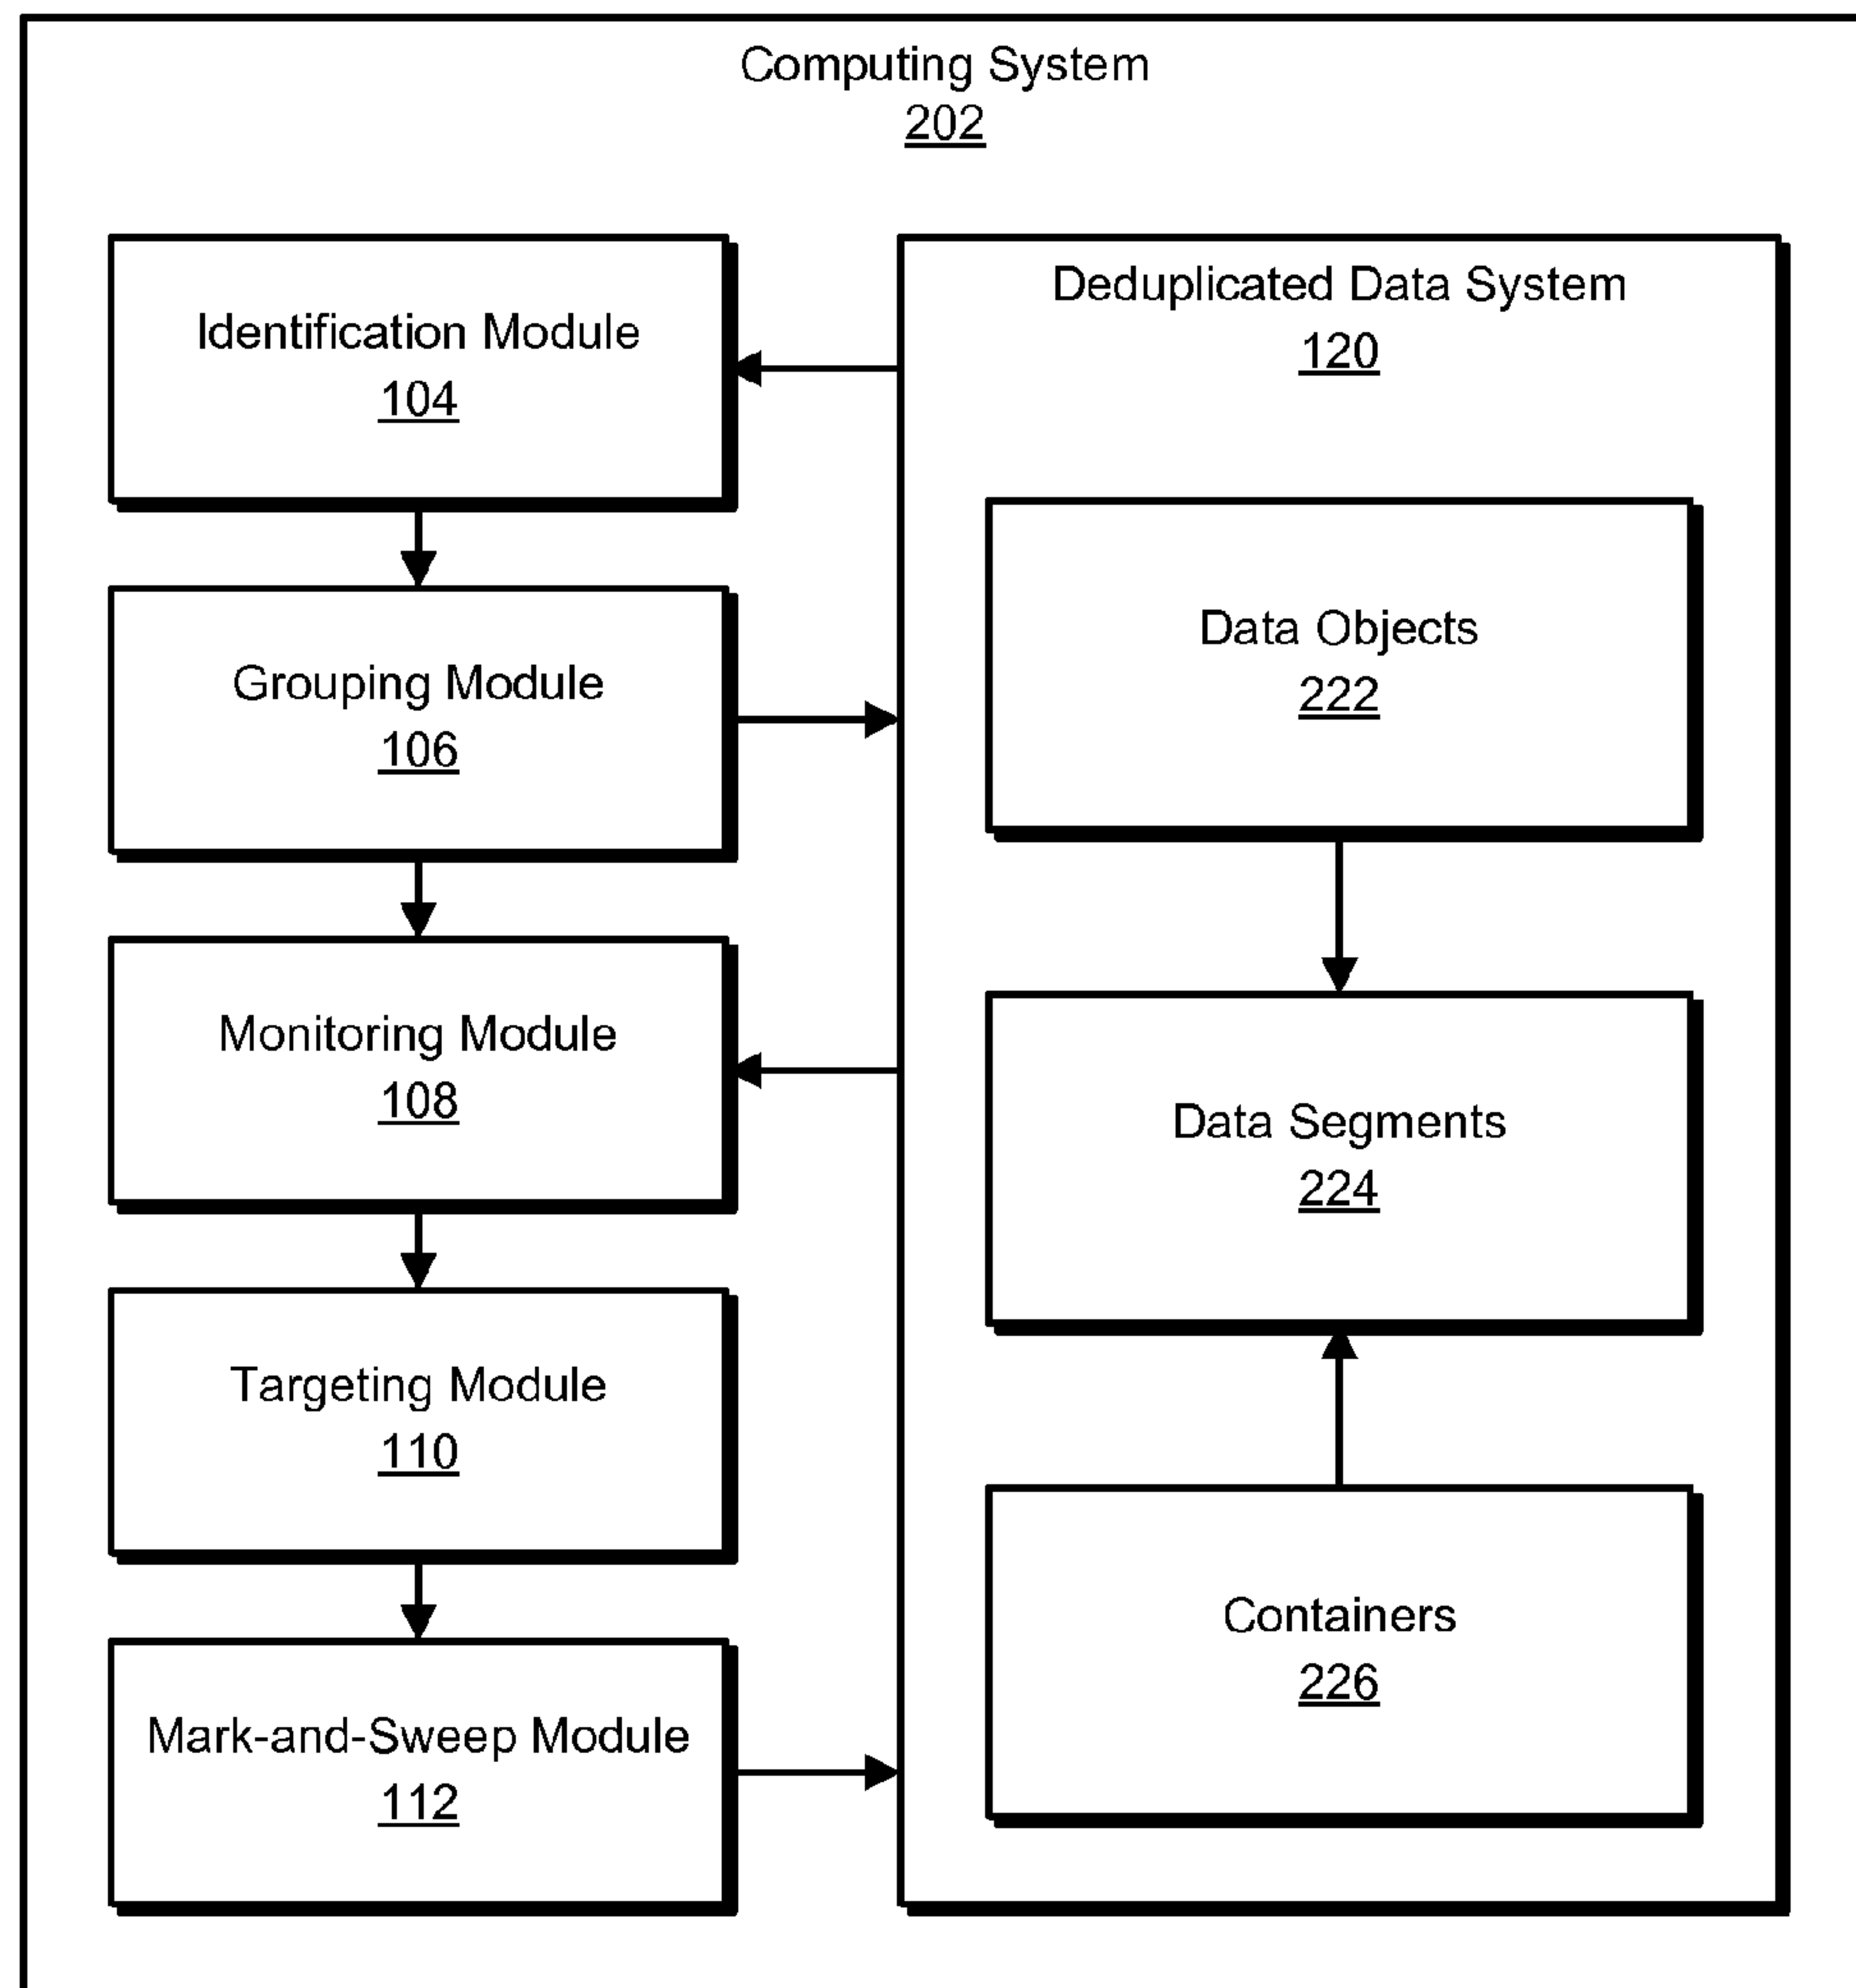 Computing System
202
Identification Module
104
Grouping Module
106
Monitoring Module
108
Targeting Module
110
Mark-and-Sweep Module
112
Deduplicated Data System
120
Data Objects
222
Data Segments
224
Containers
226